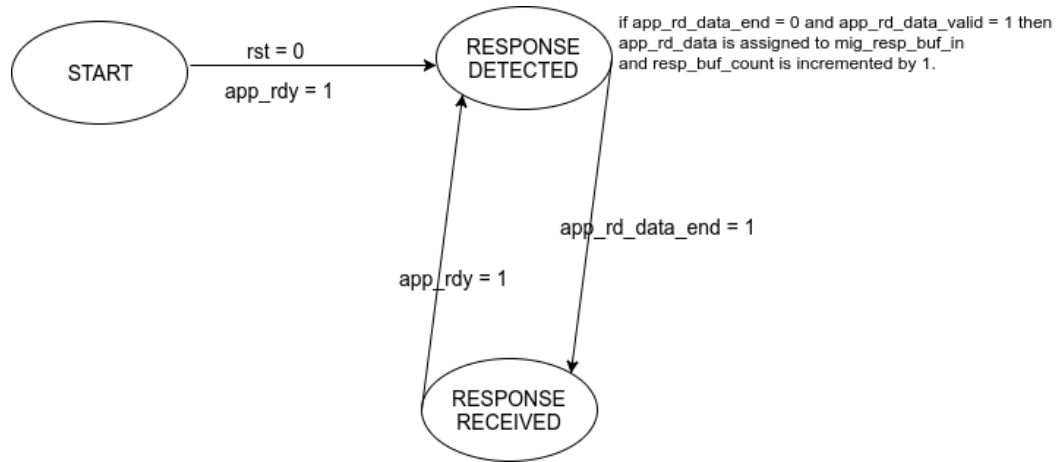 START
rst = 0
app_rdy = 1
RESPONSE
DETECTED
if app_rd_data_end = 0 and app_rd_data_valid = 1 then
app_rd_data is assigned to mig_resp_buf_in
and resp_buf_count is incremented by 1.
app_rd_data_end = 1
app_rdy = 1
RESPONSE
RECEIVED